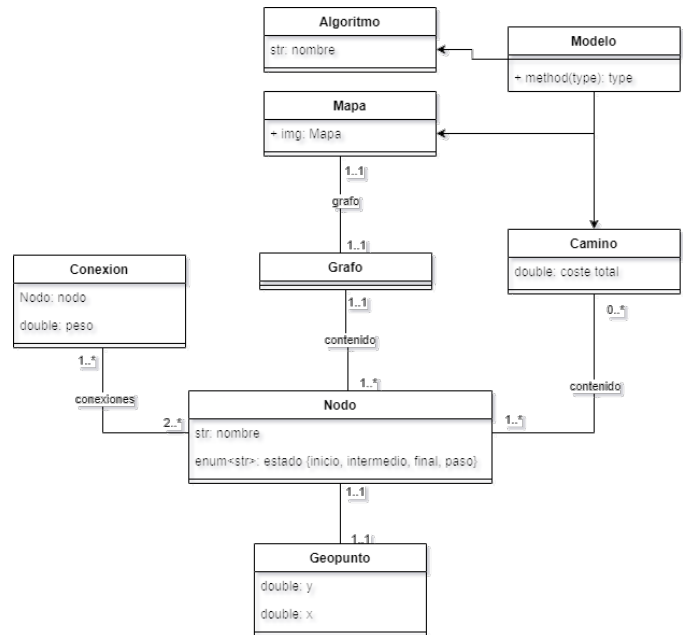 Algoritmo
str: nombre
Modelo
+ method(type): type
Mapa
+ img: Mapa
1..1
grafo
1..1
Grafo
Camino
double: coste total
Conexion
Nodo: nodo
double: peso
1..1
contenido
1..*
0..*
contenido
1..*
1..*
conexiones
2..*
Nodo
str: nombre
enum<str>: estado {inicio, intermedio, final, paso}
1..1
1..1
Geopunto
double: y
double: x